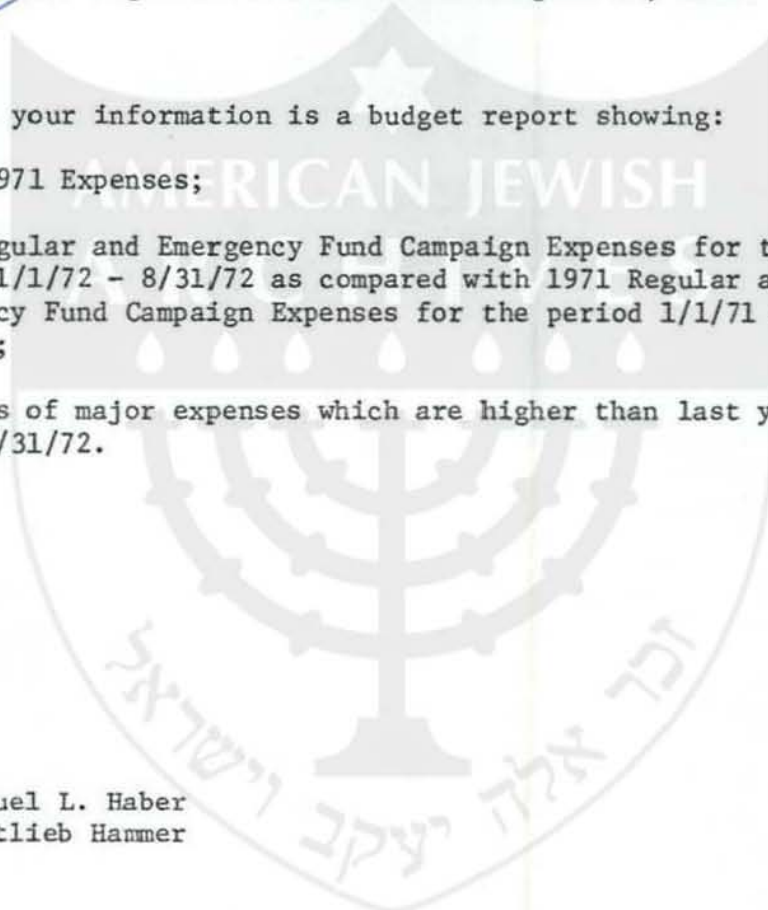 your information is a budget report showing:
971 Expenses;
AMERICAN JEWISH
gular and Emergency Fund Campaign Expenses for t
1/1/72 - 8/31/72 as compared with 1971 Regular a
ARCHIVES
cy Fund Campaign Expenses for the period 1/1/71
;
s of major expenses which are higher than last y
/31/72.
uel L. Haber
tlieb Hammer
זכר אלה יעקב וישראל